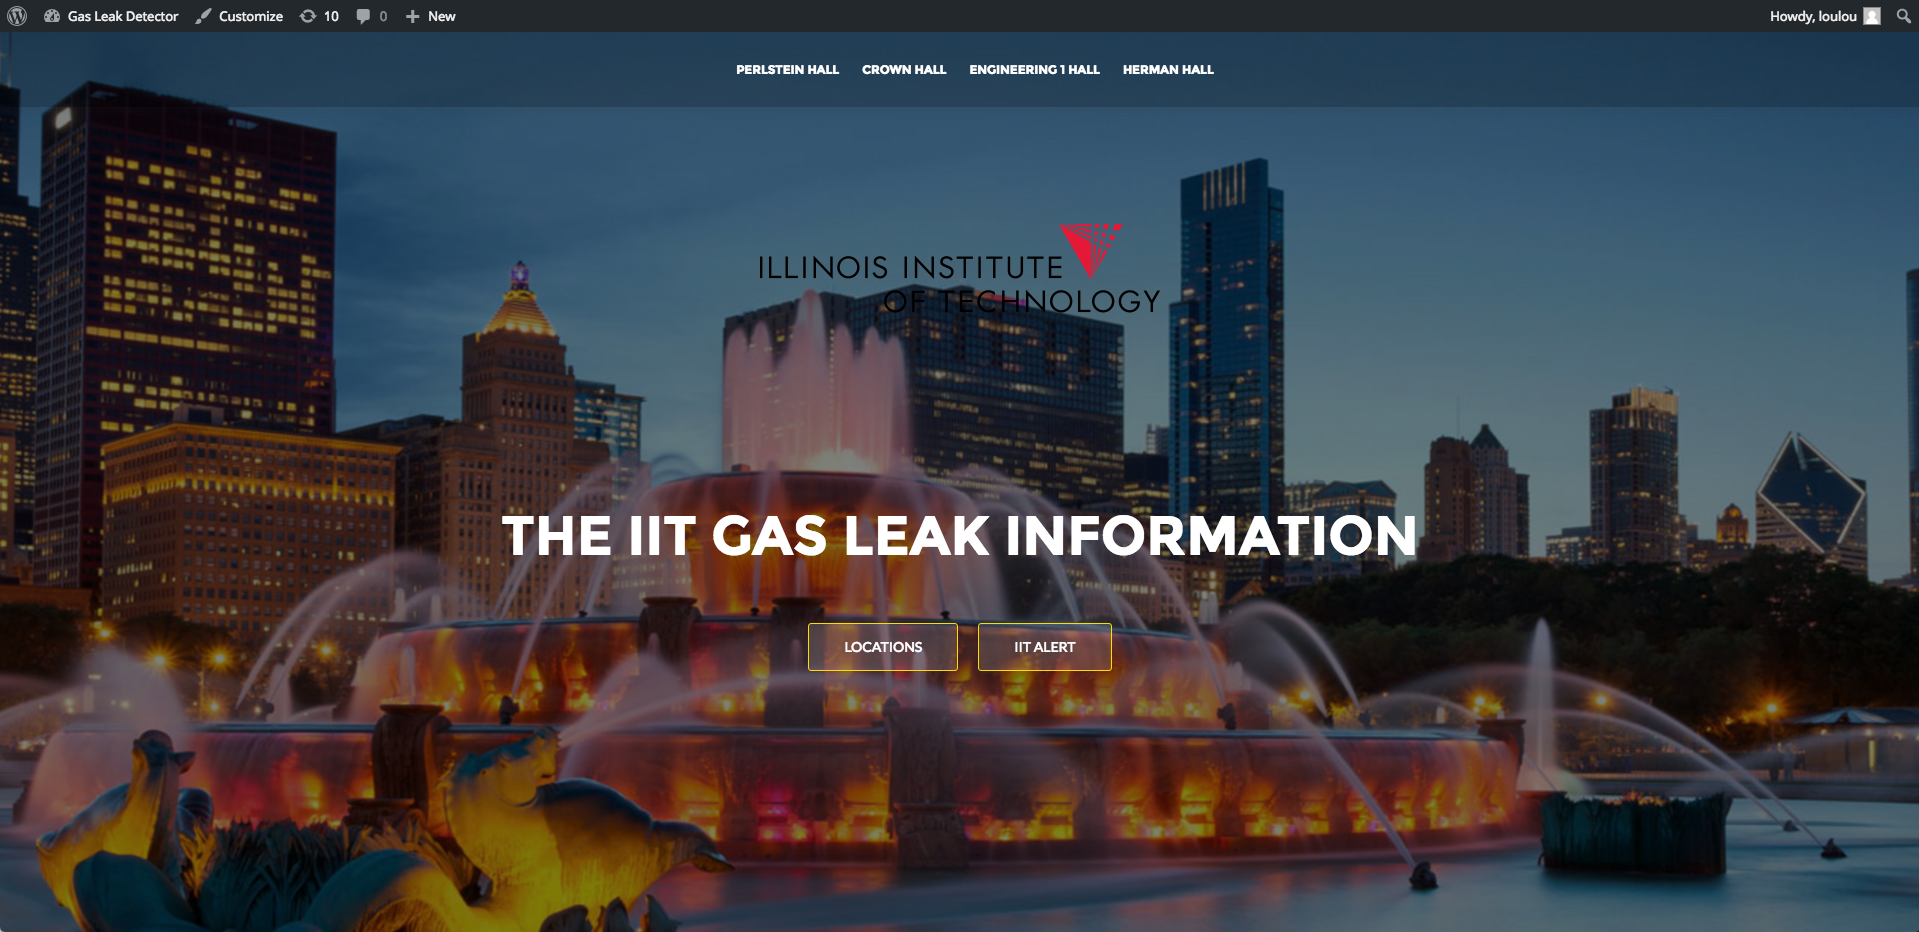 Gas Leak Detector Customize 10 0 New Howdy, loulou
PERLSTEIN HALL CROWN HALL ENGINEERING 1 HALL HERMAN HALL
ILLINOIS INSTITUTE
OF TECHNOLOGY
THE IIT GAS LEAK INFORMATION
LOCATIONS IIT ALERT